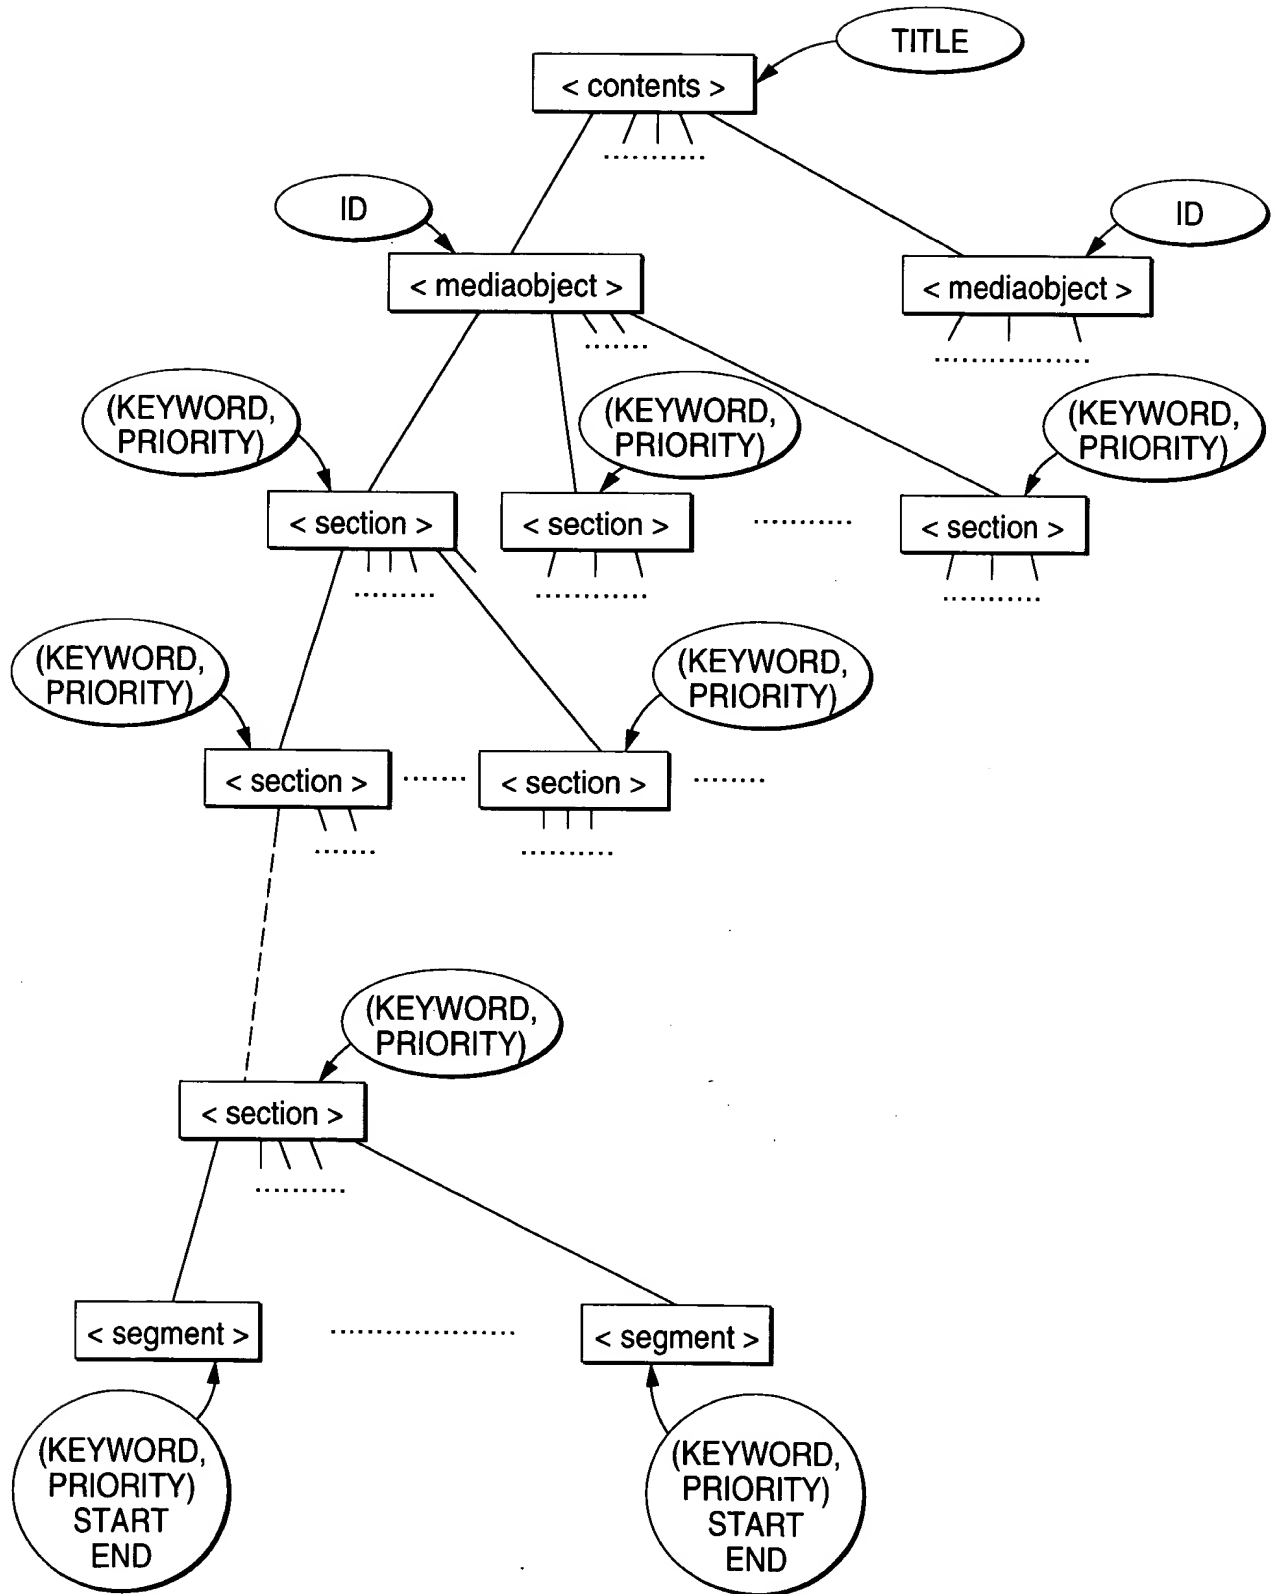 TITLE
< contents >
ID
ID
< mediaobject >
< mediaobject >
(KEYWORD,
PRIORITY)
(KEYWORD,
PRIORITY)
(KEYWORD,
PRIORITY)
< section >
< section >
............
< section >
(KEYWORD,
PRIORITY)
(KEYWORD,
PRIORITY)
< section >
< section >
(KEYWORD,
PRIORITY)
< section >
< segment >
< segment >
(KEYWORD,
PRIORITY)
START
END
(KEYWORD,
PRIORITY)
START
END